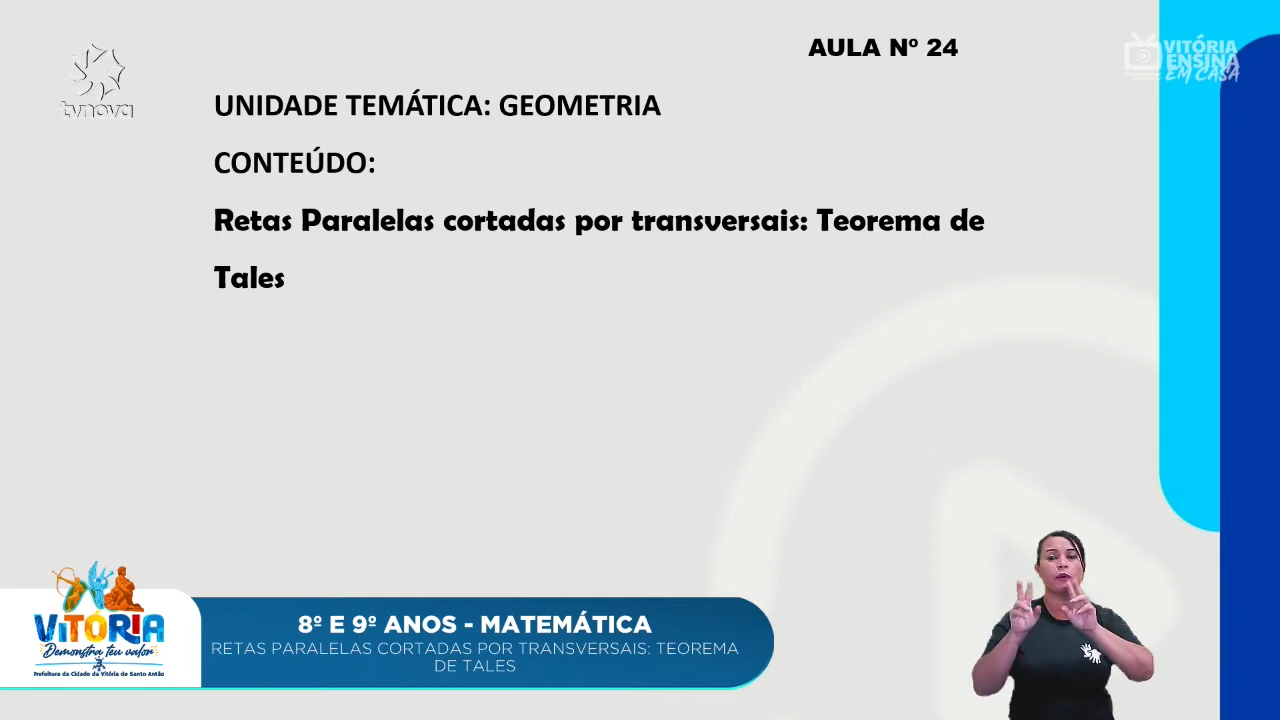 AULA Nº 24
VITÓRIA
ENSINA
EM CASA
tvnova
UNIDADE TEMÁTICA: GEOMETRIA
CONTEÚDO:
Retas Paralelas cortadas por transversais: Teorema de
Tales
VITÓRIA
Demonstra teu valor
Prefeitura da Cidade da Vitória de Santo Antão
8º E 9º ANOS - MATEMÁTICA
RETAS PARALELAS CORTADAS POR TRANSVERSAIS: TEOREMA
DE TALES